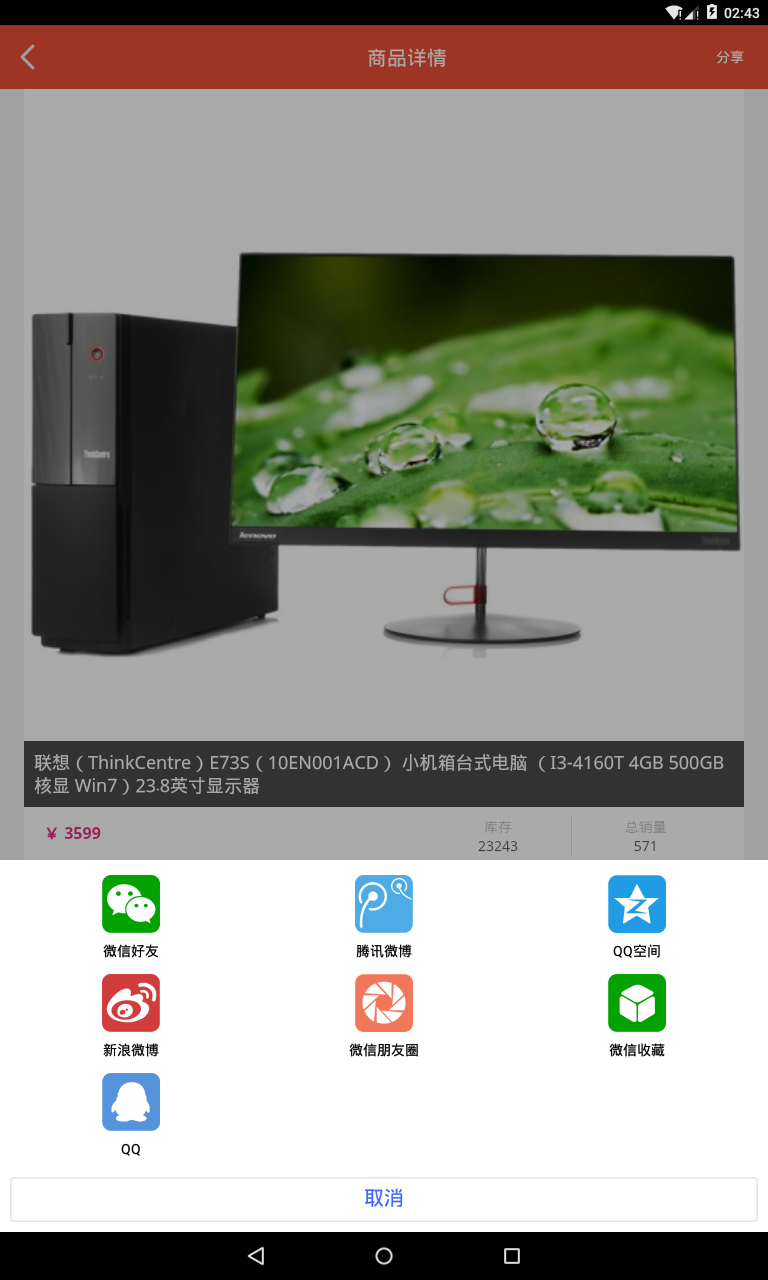 02:43
商品详情
分享
ThinkCentre
lenovo
联想（ThinkCentre）E73S（10EN001ACD） 小机箱台式电脑 （I3-4160T 4GB 500GB
核显 Win7）23.8英寸显示器
￥ 3599
库存
总销量
23243
571
微信好友
腾讯微博
QQ空间
新浪微博
微信朋友圈
微信收藏
QQ
取消